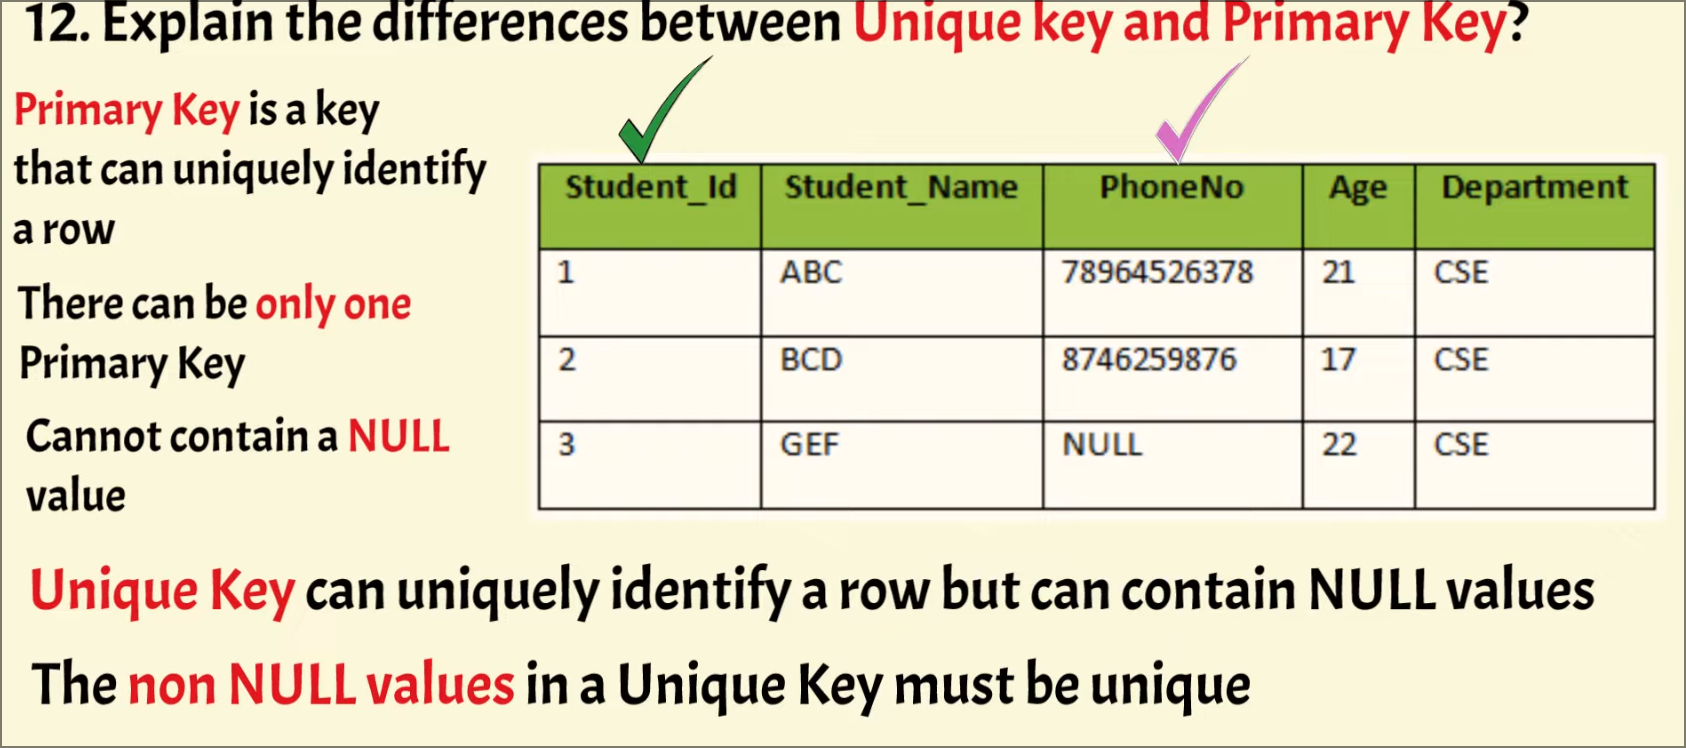 12. Explain the differences between Unique key and Primary Key?
Primary Key is a key
that can uniquely identify
a row
There can be only one
Primary Key
Cannot contain a NULL
value
Student_Id Student_Name PhoneNo Age Department
1 ABC 78964526378 21 CSE
2 BCD 8746259876 17 CSE
3 GEF NULL 22 CSE
Unique Key can uniquely identify a row but can contain NULL values
The non NULL values in a Unique Key must be unique